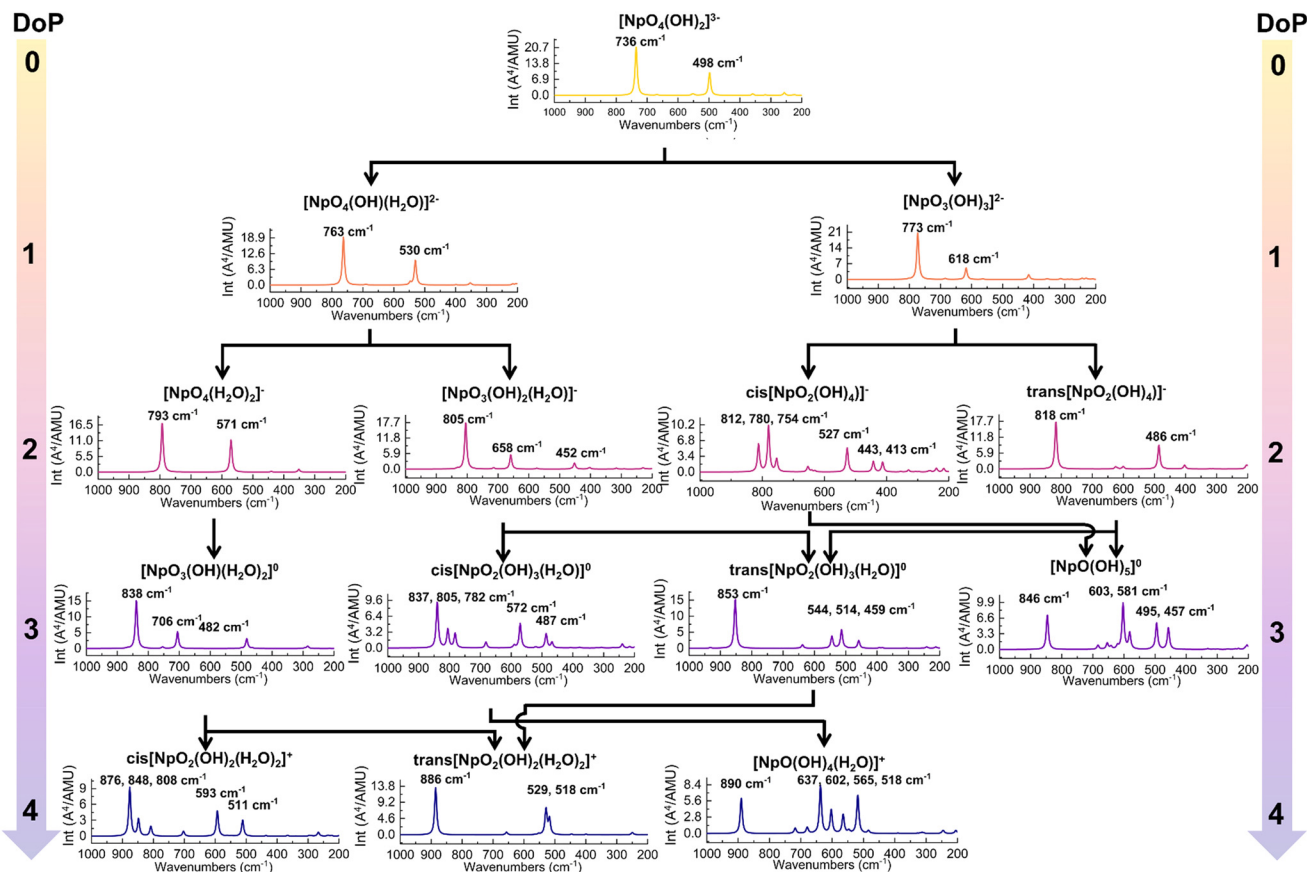 DoP
DoP
0
0
[NpO₄(OH)₂]³⁻
736 cm⁻¹
498 cm⁻¹
Int (A⁴/AMU)
20.7
13.8
6.9
0.0
1000 900 800 700 600 500 400 300 200
Wavenumbers (cm⁻¹)
1
1
[NpO₄(OH)(H₂O)]²⁻
763 cm⁻¹
530 cm⁻¹
Int (A⁴/AMU)
18.9
12.6
6.3
0.0
1000 900 800 700 600 500 400 300 200
Wavenumbers (cm⁻¹)
[NpO₃(OH)₃]²⁻
773 cm⁻¹
618 cm⁻¹
Int (A⁴/AMU)
21
14
7
0
1000 900 800 700 600 500 400 300 200
Wavenumbers (cm⁻¹)
2
2
[NpO₄(H₂O)₂]⁻
793 cm⁻¹
571 cm⁻¹
Int (A⁴/AMU)
16.5
11.0
5.5
0.0
1000 900 800 700 600 500 400 300 200
Wavenumbers (cm⁻¹)
[NpO₃(OH)₂(H₂O)]⁻
805 cm⁻¹
658 cm⁻¹
452 cm⁻¹
Int (A⁴/AMU)
17.7
11.8
5.9
0.0
1000 900 800 700 600 500 400 300 200
Wavenumbers (cm⁻¹)
cis[NpO₂(OH)₄)]⁻
812, 780, 754 cm⁻¹
527 cm⁻¹
443, 413 cm⁻¹
Int (A⁴/AMU)
10.2
6.8
3.4
0.0
1000 800 600 400 200
Wavenumbers (cm⁻¹)
trans[NpO₂(OH)₄)]⁻
818 cm⁻¹
486 cm⁻¹
Int (A⁴/AMU)
17.7
11.8
5.9
0.0
1000 900 800 700 600 500 400 300 200
Wavenumbers (cm⁻¹)
3
3
[NpO₃(OH)(H₂O)₂]⁰
838 cm⁻¹
706 cm⁻¹
482 cm⁻¹
Int (A⁴/AMU)
15
10
5
0
1000 900 800 700 600 500 400 300 200
Wavenumbers (cm⁻¹)
cis[NpO₂(OH)₃(H₂O)]⁰
837, 805, 782 cm⁻¹
572 cm⁻¹
487 cm⁻¹
Int (A⁴/AMU)
9.6
6.4
3.2
0.0
1000 900 800 700 600 500 400 300 200
Wavenumbers (cm⁻¹)
trans[NpO₂(OH)₃(H₂O)]⁰
853 cm⁻¹
544, 514, 459 cm⁻¹
Int (A⁴/AMU)
15
10
5
0
1000 900 800 700 600 500 400 300 200
Wavenumbers (cm⁻¹)
[NpO(OH)₅]⁰
846 cm⁻¹
603, 581 cm⁻¹
495, 457 cm⁻¹
Int (A⁴/AMU)
9.9
6.6
3.3
0.0
1000 900 800 700 600 500 400 300 200
Wavenumbers (cm⁻¹)
4
4
cis[NpO₂(OH)₂(H₂O)₂]⁺
876, 848, 808 cm⁻¹
593 cm⁻¹
511 cm⁻¹
Int (A⁴/AMU)
9
6
3
0
1000 900 800 700 600 500 400 300 200
Wavenumbers (cm⁻¹)
trans[NpO₂(OH)₂(H₂O)₂]⁺
886 cm⁻¹
529, 518 cm⁻¹
Int (A⁴/AMU)
13.8
9.2
4.6
0.0
1000 900 800 700 600 500 400 300 200
Wavenumbers (cm⁻¹)
[NpO(OH)₄(H₂O)]⁺
890 cm⁻¹
637, 602, 565, 518 cm⁻¹
Int (A⁴/AMU)
8.4
5.6
2.8
0.0
1000 900 800 700 600 500 400 300 200
Wavenumbers (cm⁻¹)